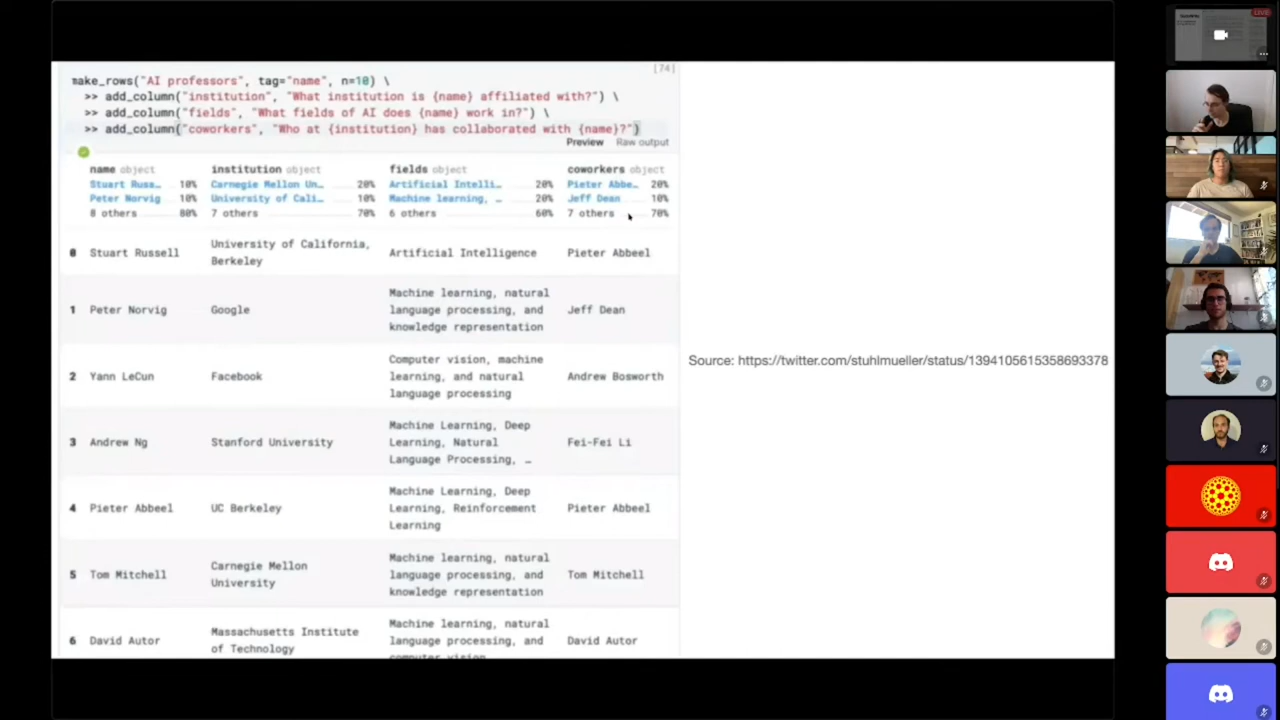 [74]
make_rows("AI professors", tag="name", n=10) \
>> add_column("institution", "What institution is {name} affiliated with?") \
>> add_column("fields", "What fields of AI does {name} work in?") \
>> add_column("coworkers", "Who at {institution} has collaborated with {name}?")
Preview Raw output
name object institution object fields object coworkers object
Stuart Russ… 10% Carnegie Mellon Un… 20% Artificial Intelli… 20% Pieter Abbe… 20%
Peter Norvig 10% University of Cali… 10% Machine learning, … 20% Jeff Dean 10%
8 others 80% 7 others 70% 6 others 60% 7 others 70%
0 Stuart Russell University of California, Berkeley Artificial Intelligence Pieter Abbeel
1 Peter Norvig Google Machine learning, natural language processing, and knowledge representation Jeff Dean
2 Yann LeCun Facebook Computer vision, machine learning, and natural language processing Andrew Bosworth
3 Andrew Ng Stanford University Machine Learning, Deep Learning, Natural Language Processing, … Fei-Fei Li
4 Pieter Abbeel UC Berkeley Machine Learning, Deep Learning, Reinforcement Learning Pieter Abbeel
5 Tom Mitchell Carnegie Mellon University Machine learning, natural language processing, and knowledge representation Tom Mitchell
6 David Autor Massachusetts Institute of Technology Machine learning, natural language processing, and computer vision David Autor
Source: https://twitter.com/stuhlmueller/status/1394105615358693378
LIVE